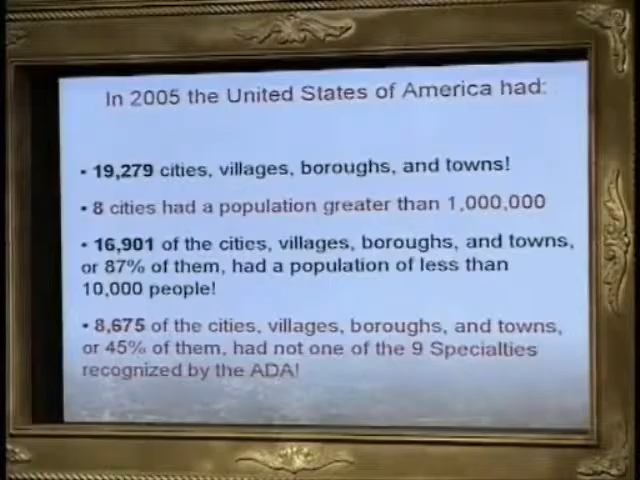 In 2005 the United States of America had:
• 19,279 cities, villages, boroughs, and towns!
• 8 cities had a population greater than 1,000,000
• 16,901 of the cities, villages, boroughs, and towns,
or 87% of them, had a population of less than
10,000 people!
• 8,675 of the cities, villages, boroughs, and towns,
or 45% of them, had not one of the 9 Specialties
recognized by the ADA!